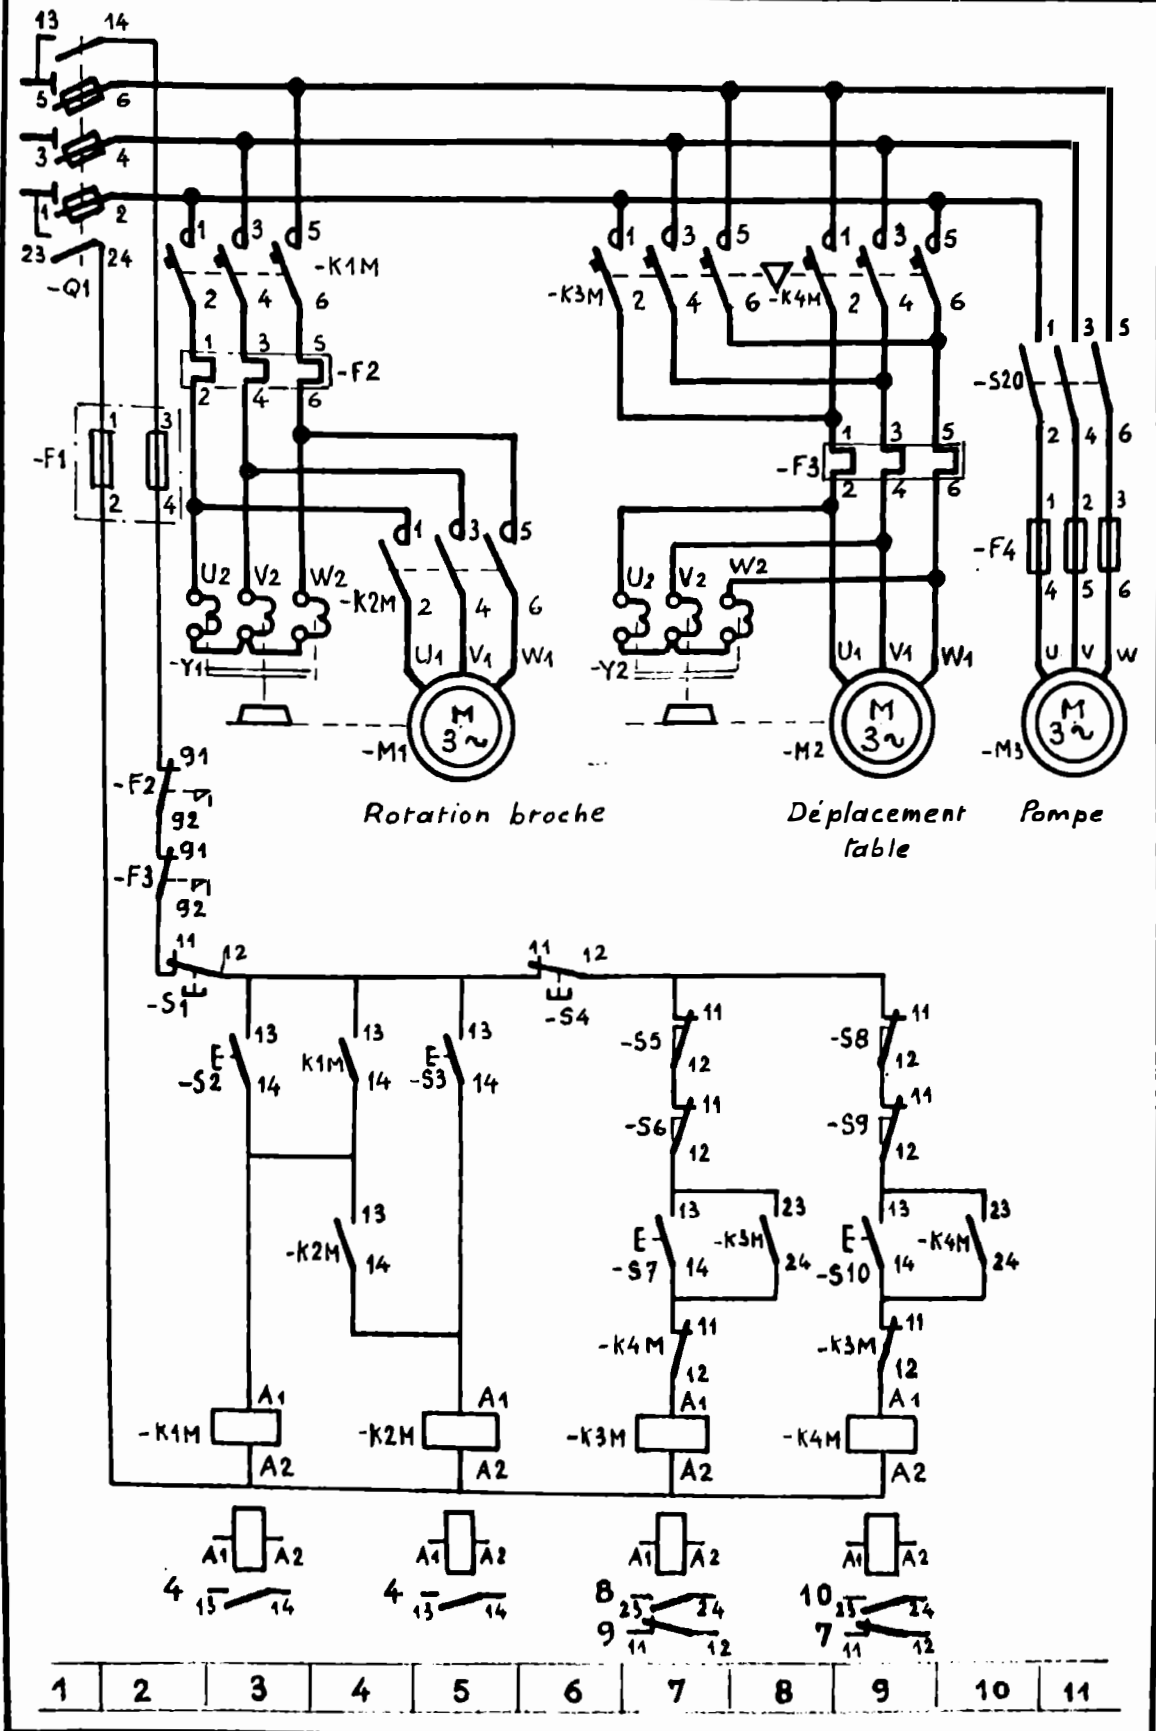 13 14
5 6
3 4
1 2
23 24
-Q1
1 3 5
-K1M
2 4 6
1 3 5
-F2
2 4 6
1 3 5 1 3 5
-K3M 2 4 6 -K4M 2 4 6
1 3 5
-S20
2 4 6
1 3
-F1
2 4
1 3 5
-F3
2 4 6
1 2 3
-F4
4 5 6
1 3 5
U2 V2 W2 -K2M 2 4 6
U2 V2 W2
-Y1 U1 V1 W1
-Y2 U1 V1 W1
U V W
M 3~ M 3~ M 3~
-M1 -M2 -M3
Rotation broche
Déplacement
table
Pompe
91
-F2
92
91
-F3
92
11 12
-S1
11 12
-S4
13 13 13
-S2 K1M -S3
14 14 14
11 11
-S5 -S8
12 12
11 11
-S6 -S9
12 12
13
-K2M
14
13 23 13 23
-S7 -K3M -S10 -K4M
14 24 14 24
11 11
-K4M -K3M
12 12
A1 A1 A1 A1
-K1M -K2M -K3M -K4M
A2 A2 A2 A2
A1 A2 A1 A2 A1 A2 A1 A2
4 13 14 4 13 14 8 23 24 10 23 24
9 11 12 7 11 12
1 2 3 4 5 6 7 8 9 10 11